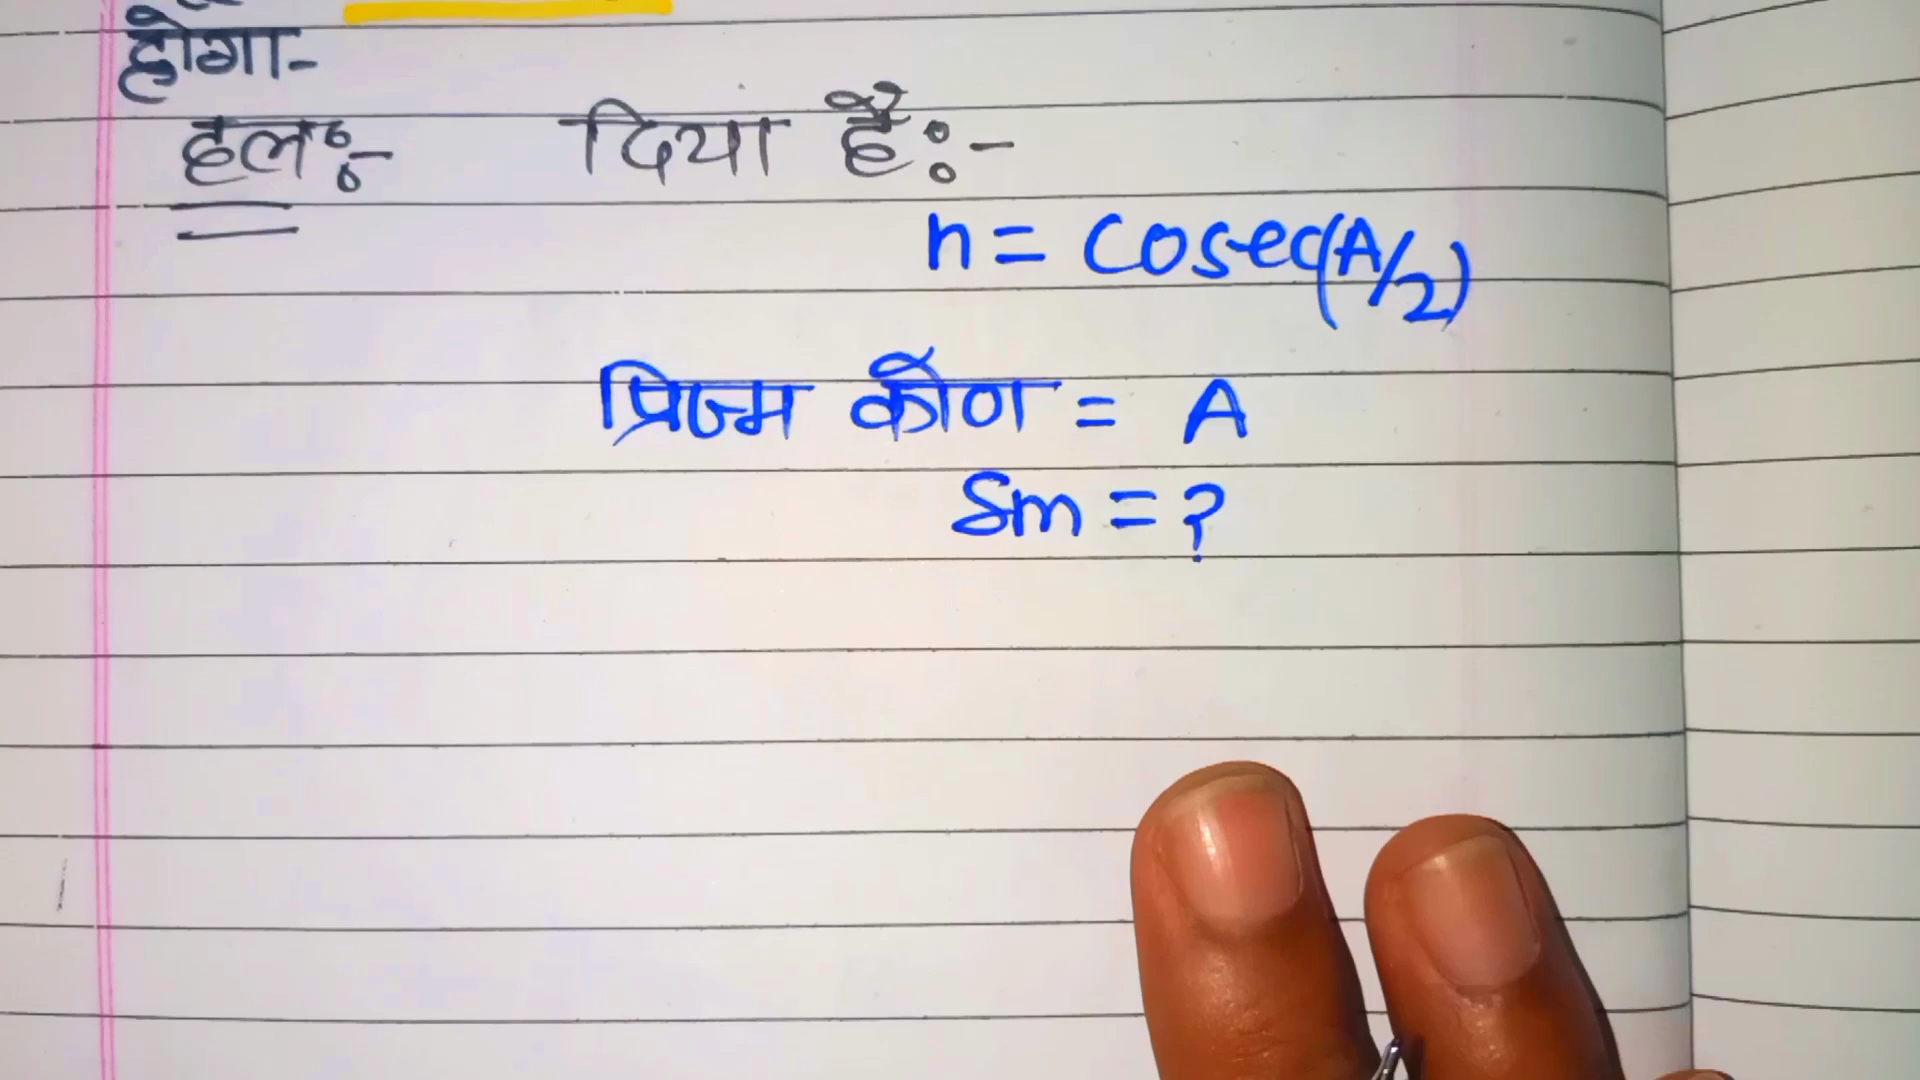 होगा-
हलः- दिया हैः-
n = Cosec(A/2)
प्रिज्म कोण = A
δm = ?